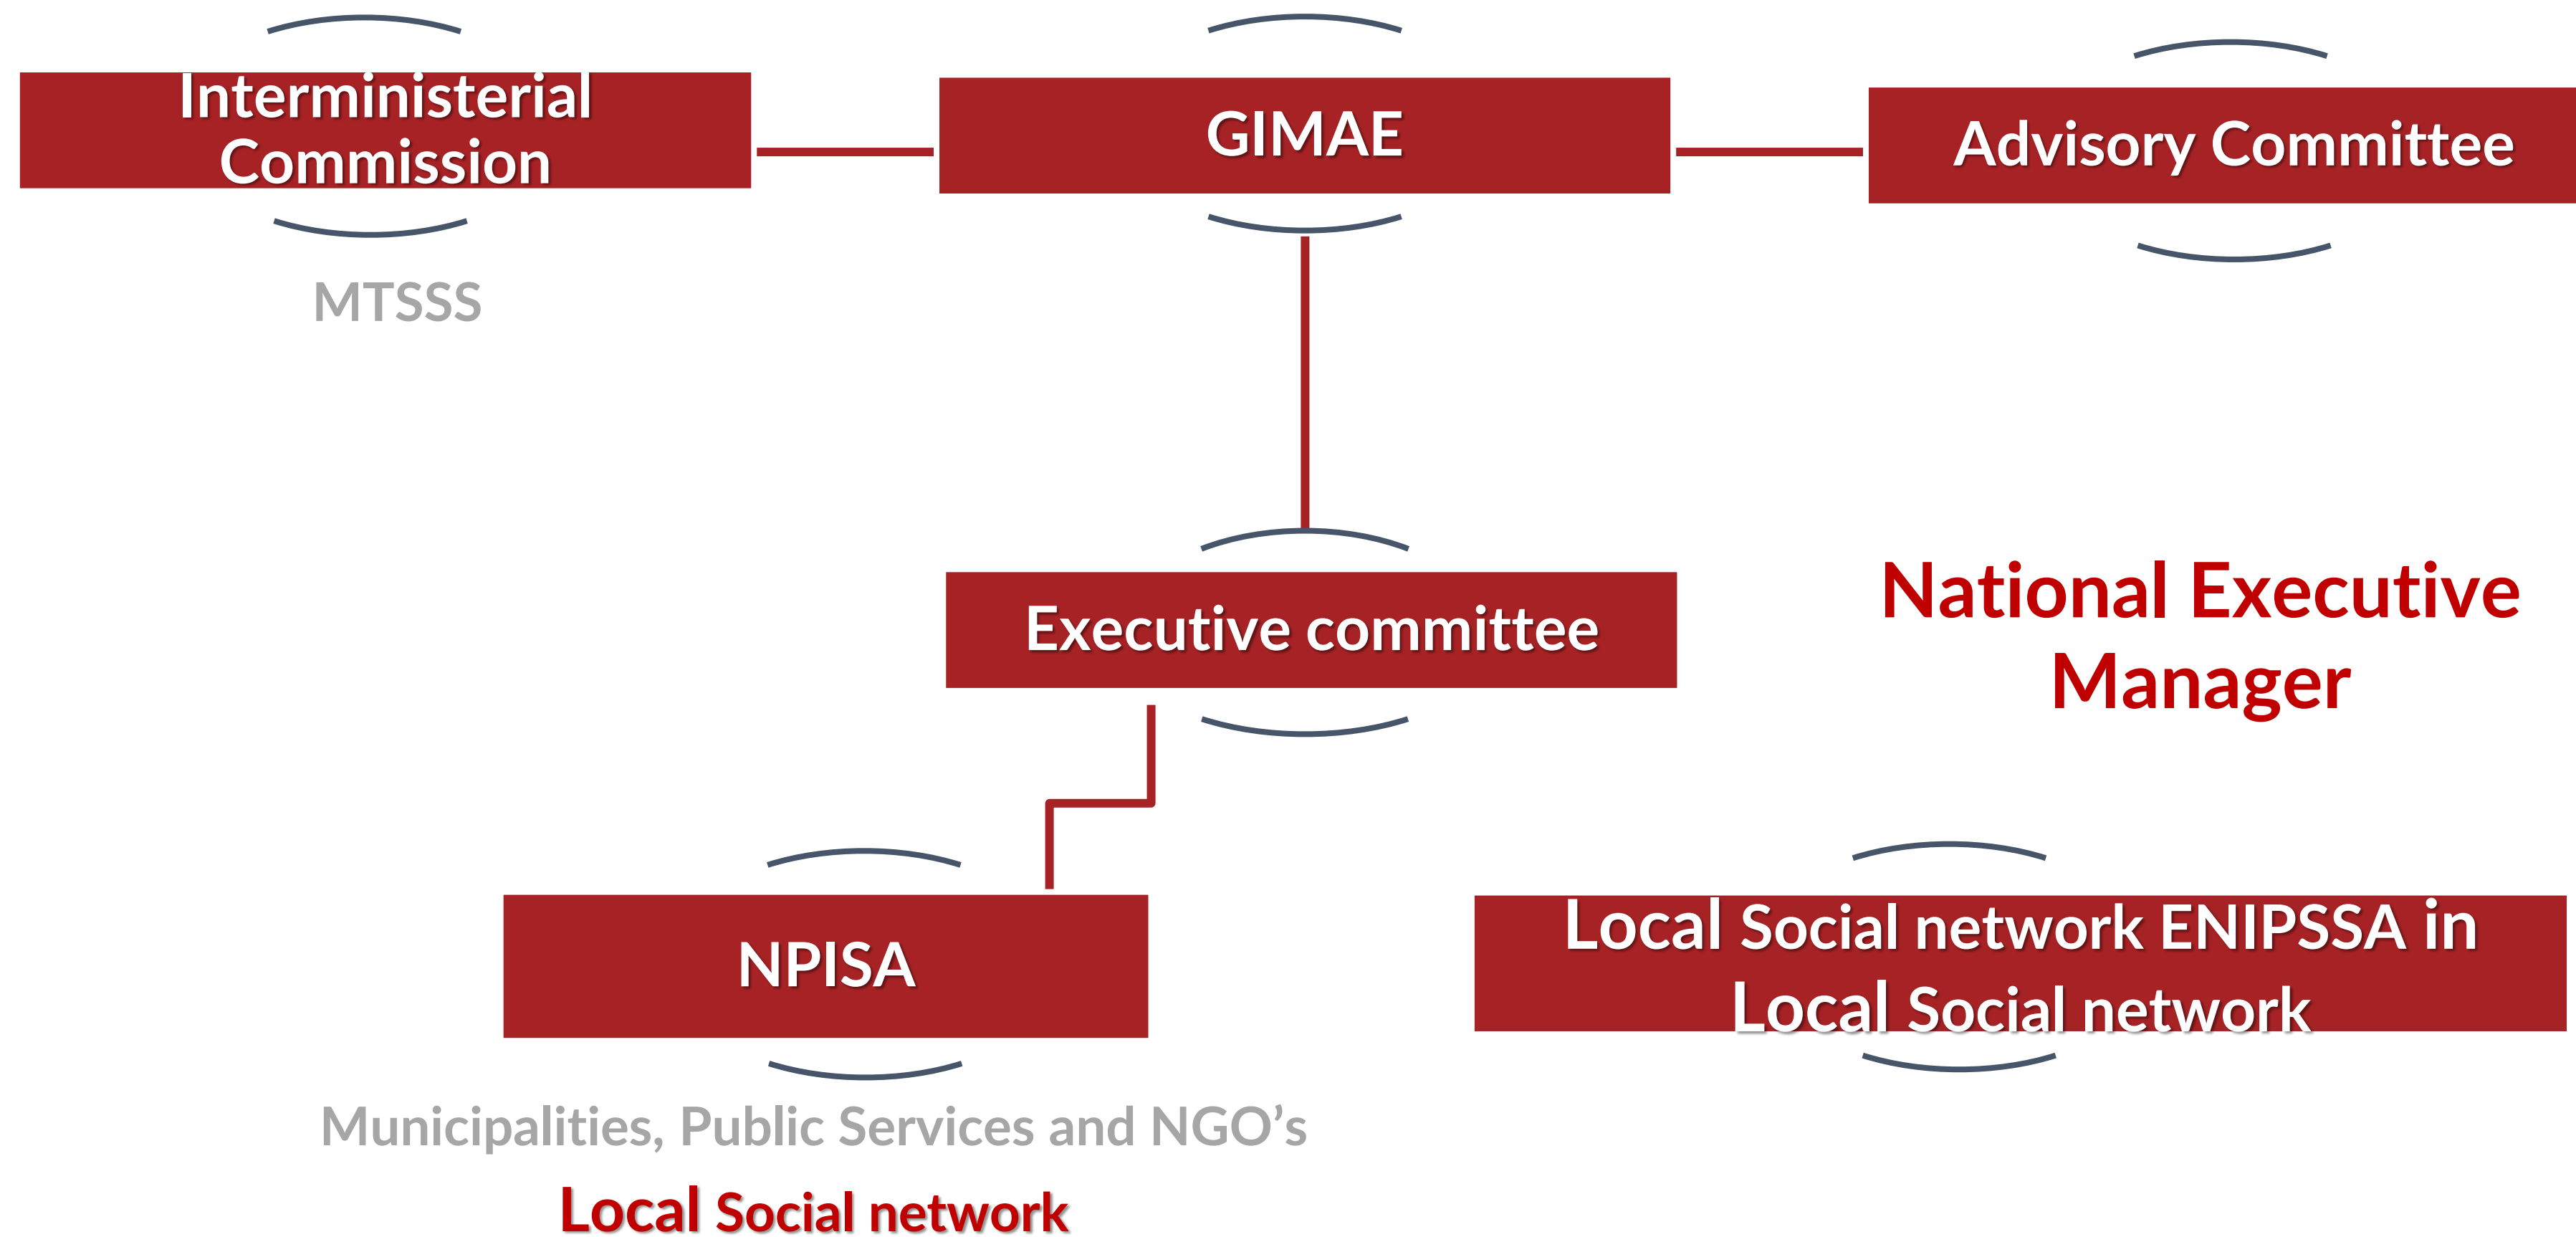 Interministerial
Commission
GIMAE
Advisory Committee
MTSSS
Executive committee
National Executive
Manager
NPISA
Local Social network ENIPSSA in
Local Social network
Municipalities, Public Services and NGO’s
Local Social network